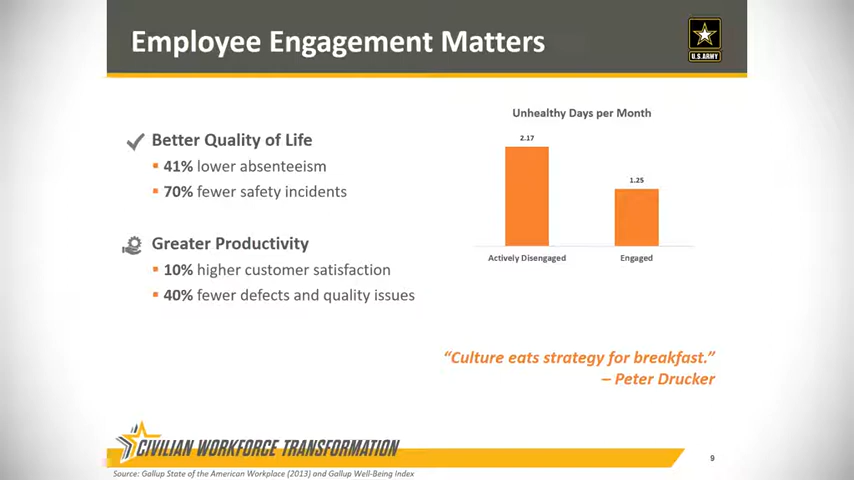 Employee Engagement Matters
U.S.ARMY
Better Quality of Life
41% lower absenteeism
70% fewer safety incidents
Greater Productivity
10% higher customer satisfaction
40% fewer defects and quality issues
Unhealthy Days per Month
2.17
1.25
Actively Disengaged
Engaged
“Culture eats strategy for breakfast.”
– Peter Drucker
CIVILIAN WORKFORCE TRANSFORMATION
9
Source: Gallup State of the American Workplace (2013) and Gallup Well-Being Index